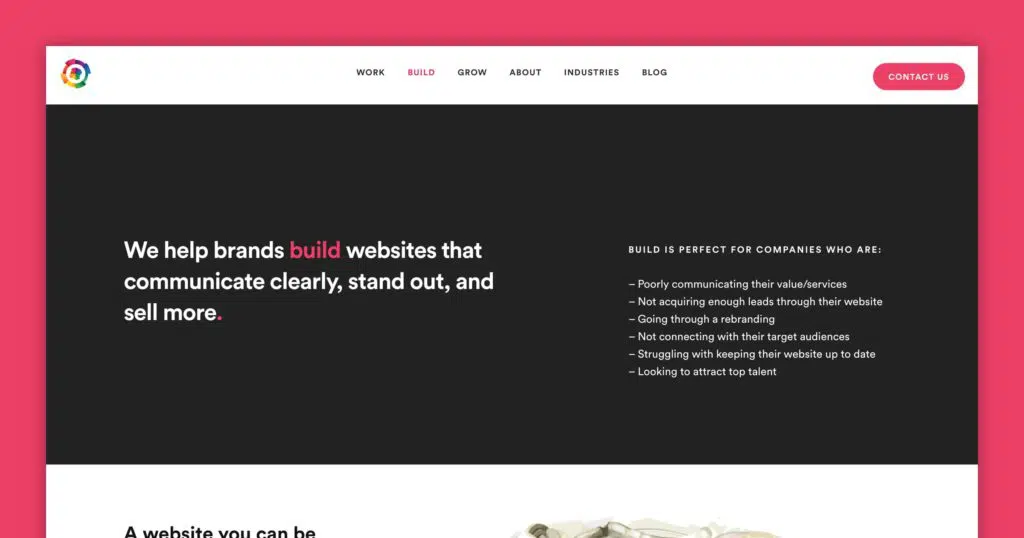 WORK BUILD GROW ABOUT INDUSTRIES BLOG
CONTACT US
We help brands build websites that
communicate clearly, stand out, and
sell more.
BUILD IS PERFECT FOR COMPANIES WHO ARE:
– Poorly communicating their value/services
– Not acquiring enough leads through their website
– Going through a rebranding
– Not connecting with their target audiences
– Struggling with keeping their website up to date
– Looking to attract top talent
A website you can be